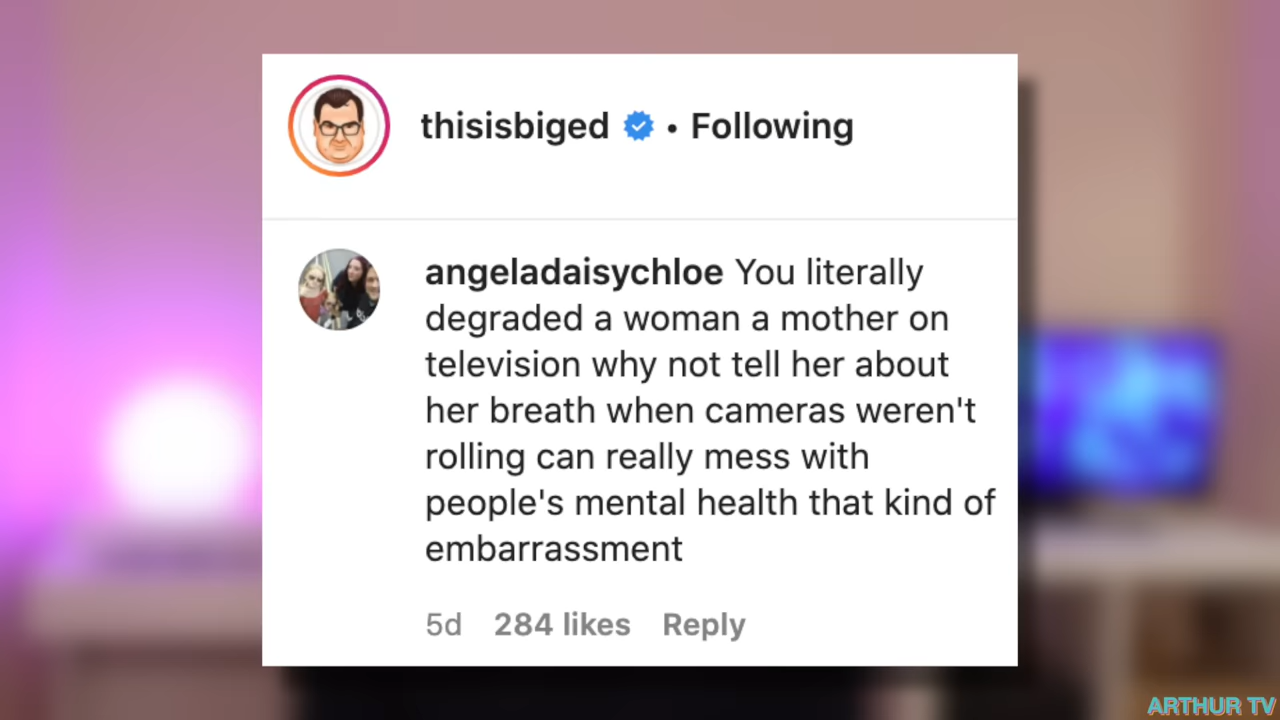 thisisbiged • Following
angeladaisychloe You literally
degraded a woman a mother on
television why not tell her about
her breath when cameras weren't
rolling can really mess with
people's mental health that kind of
embarrassment
5d 284 likes Reply
ARTHUR TV